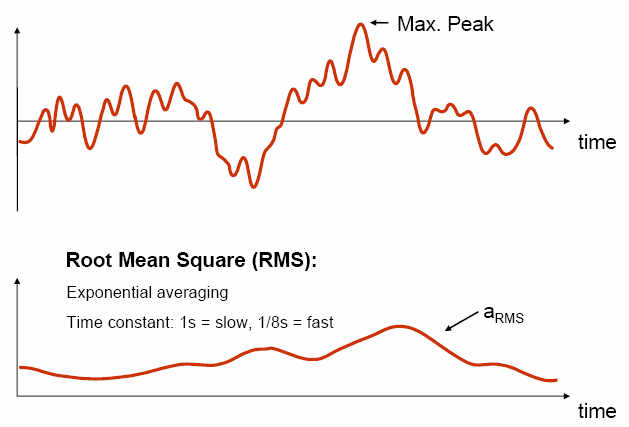 Max. Peak
time
Root Mean Square (RMS):
Exponential averaging
Time constant: 1s = slow, 1/8s = fast
aRMS
time